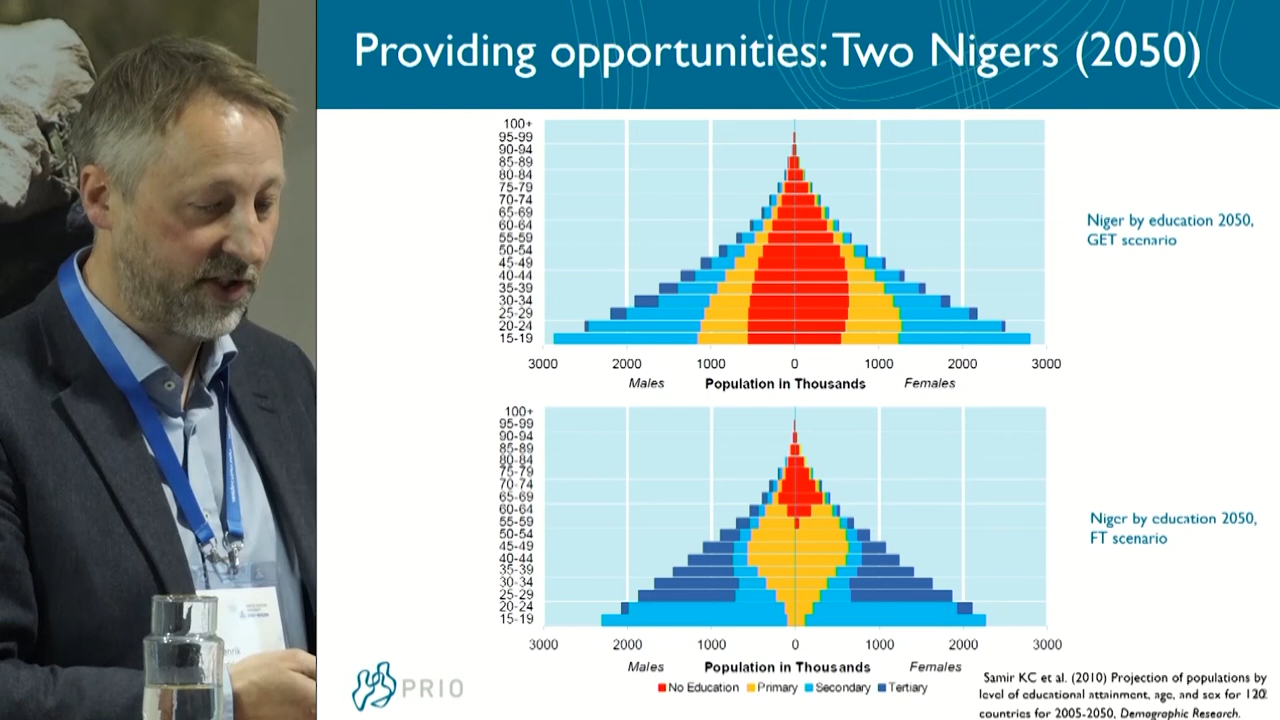 Providing opportunities: Two Nigers (2050)
100+
95-99
90-94
85-89
80-84
75-79
70-74
65-69
60-64
55-59
50-54
45-49
40-44
35-39
30-34
25-29
20-24
15-19
3000 2000 1000 0 1000 2000 3000
Males Population in Thousands Females
Niger by education 2050,
GET scenario
100+
95-99
90-94
85-89
80-84
75-79
70-74
65-69
60-64
55-59
50-54
45-49
40-44
35-39
30-34
25-29
20-24
15-19
3000 2000 1000 0 1000 2000 3000
Males Population in Thousands Females
No Education Primary Secondary Tertiary
Niger by education 2050,
FT scenario
PRIO
Samir KC et al. (2010) Projection of populations by
level of educational attainment, age, and sex for 120
countries for 2005-2050, Demographic Research.
enrik